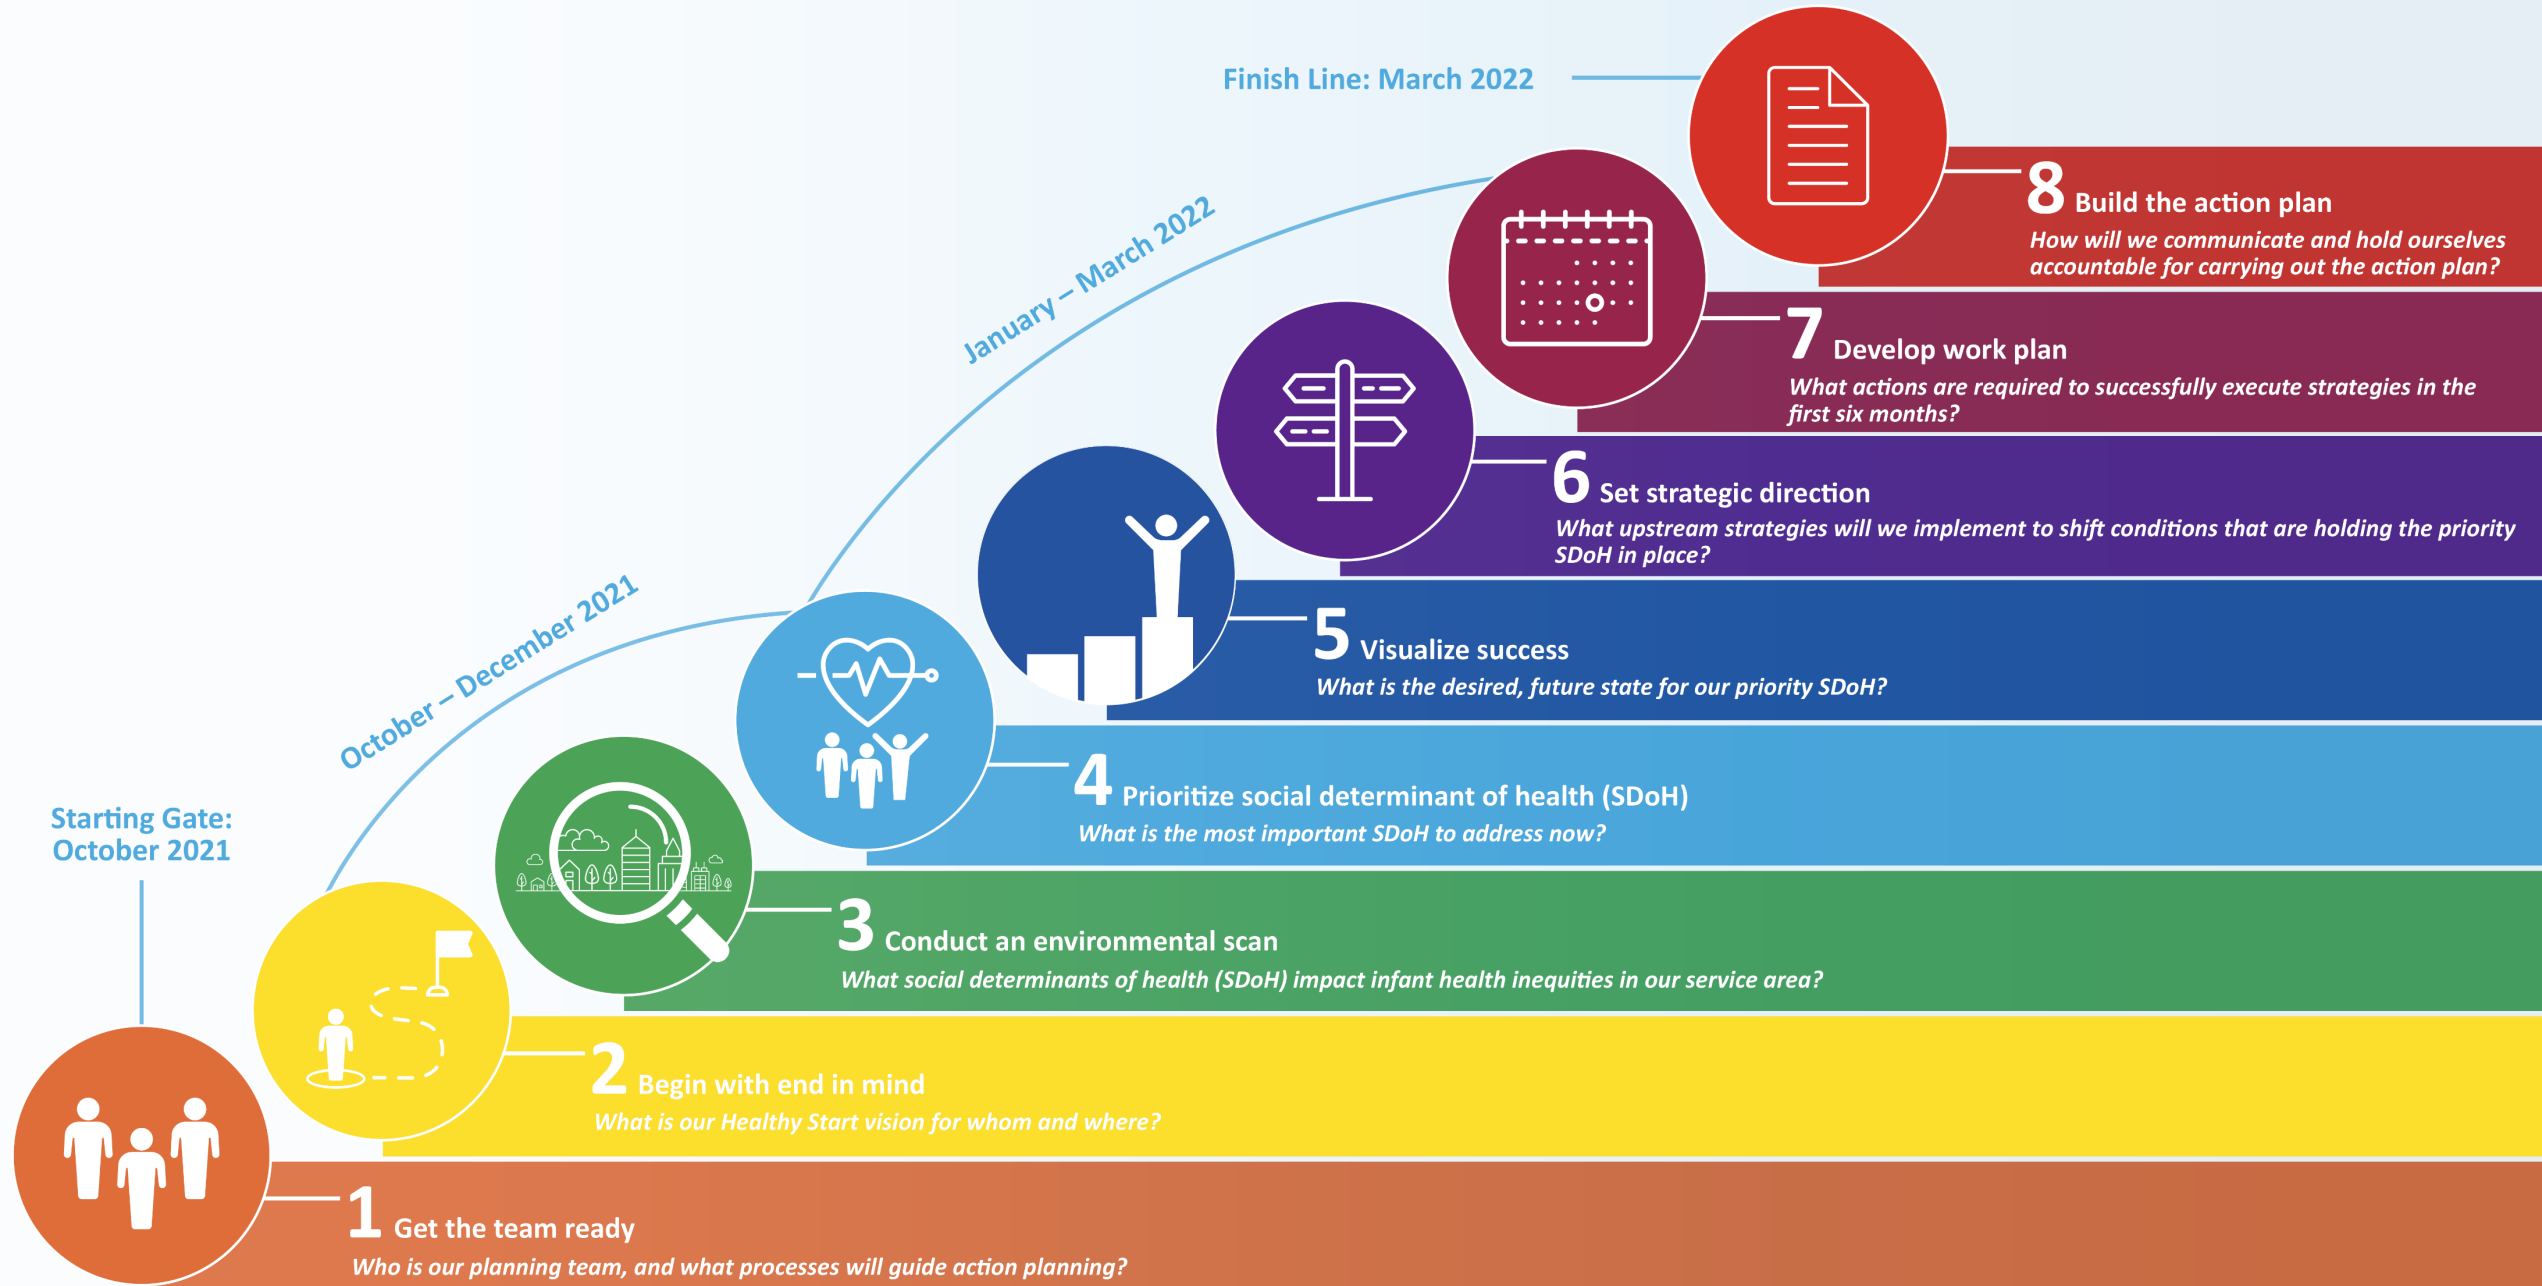 Finish Line: March 2022
8 Build the action plan
How will we communicate and hold ourselves
accountable for carrying out the action plan?
January – March 2022
7 Develop work plan
What actions are required to successfully execute strategies in the
first six months?
6 Set strategic direction
What upstream strategies will we implement to shift conditions that are holding the priority
SDoH in place?
5 Visualize success
What is the desired, future state for our priority SDoH?
October – December 2021
4 Prioritize social determinant of health (SDoH)
What is the most important SDoH to address now?
Starting Gate:
October 2021
3 Conduct an environmental scan
What social determinants of health (SDoH) impact infant health inequities in our service area?
2 Begin with end in mind
What is our Healthy Start vision for whom and where?
1 Get the team ready
Who is our planning team, and what processes will guide action planning?